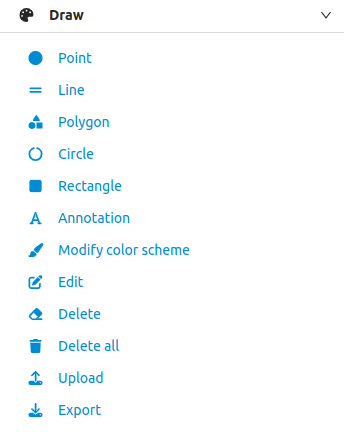 Draw
Point
Line
Polygon
Circle
Rectangle
Annotation
Modify color scheme
Edit
Delete
Delete all
Upload
Export